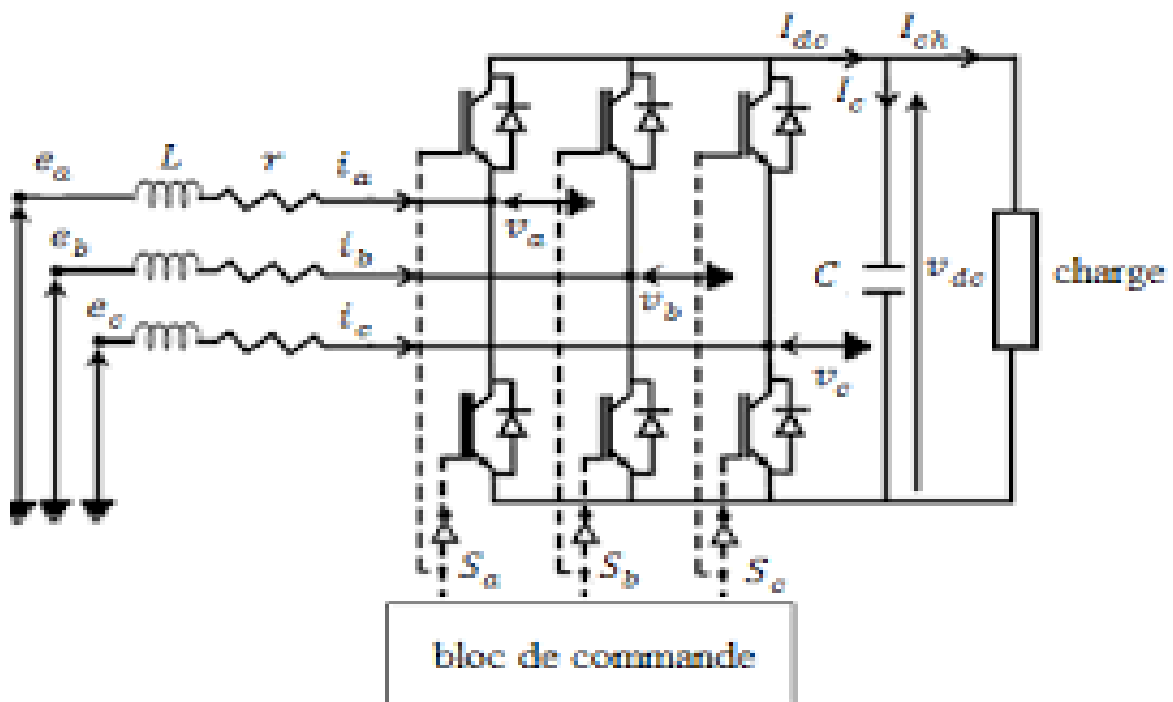 I_dc I_ch
I_c
e_a L r i_a
v_a
e_b i_b
v_b
C v_dc charge
e_c i_c
v_c
S_a S_b S_c
bloc de commande